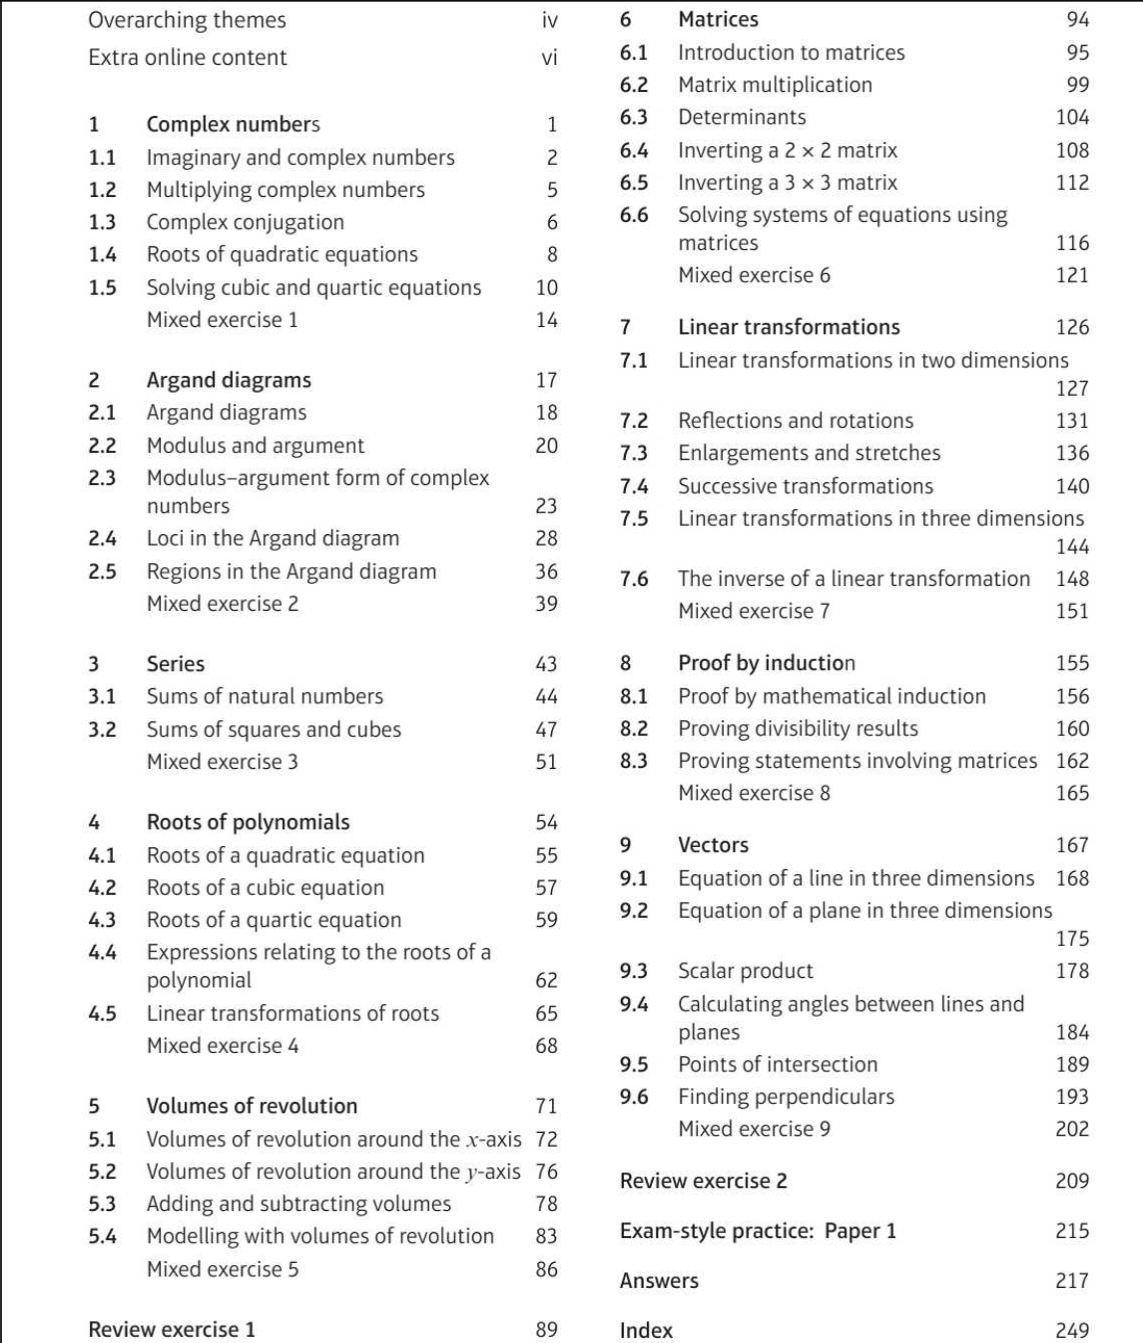 Overarching themes iv
Extra online content vi
1 Complex numbers 1
1.1 Imaginary and complex numbers 2
1.2 Multiplying complex numbers 5
1.3 Complex conjugation 6
1.4 Roots of quadratic equations 8
1.5 Solving cubic and quartic equations 10
Mixed exercise 1 14
2 Argand diagrams 17
2.1 Argand diagrams 18
2.2 Modulus and argument 20
2.3 Modulus–argument form of complex
numbers 23
2.4 Loci in the Argand diagram 28
2.5 Regions in the Argand diagram 36
Mixed exercise 2 39
3 Series 43
3.1 Sums of natural numbers 44
3.2 Sums of squares and cubes 47
Mixed exercise 3 51
4 Roots of polynomials 54
4.1 Roots of a quadratic equation 55
4.2 Roots of a cubic equation 57
4.3 Roots of a quartic equation 59
4.4 Expressions relating to the roots of a
polynomial 62
4.5 Linear transformations of roots 65
Mixed exercise 4 68
5 Volumes of revolution 71
5.1 Volumes of revolution around the x-axis 72
5.2 Volumes of revolution around the y-axis 76
5.3 Adding and subtracting volumes 78
5.4 Modelling with volumes of revolution 83
Mixed exercise 5 86
Review exercise 1 89
6 Matrices 94
6.1 Introduction to matrices 95
6.2 Matrix multiplication 99
6.3 Determinants 104
6.4 Inverting a 2 × 2 matrix 108
6.5 Inverting a 3 × 3 matrix 112
6.6 Solving systems of equations using
matrices 116
Mixed exercise 6 121
7 Linear transformations 126
7.1 Linear transformations in two dimensions
127
7.2 Reflections and rotations 131
7.3 Enlargements and stretches 136
7.4 Successive transformations 140
7.5 Linear transformations in three dimensions
144
7.6 The inverse of a linear transformation 148
Mixed exercise 7 151
8 Proof by induction 155
8.1 Proof by mathematical induction 156
8.2 Proving divisibility results 160
8.3 Proving statements involving matrices 162
Mixed exercise 8 165
9 Vectors 167
9.1 Equation of a line in three dimensions 168
9.2 Equation of a plane in three dimensions
175
9.3 Scalar product 178
9.4 Calculating angles between lines and
planes 184
9.5 Points of intersection 189
9.6 Finding perpendiculars 193
Mixed exercise 9 202
Review exercise 2 209
Exam-style practice: Paper 1 215
Answers 217
Index 249